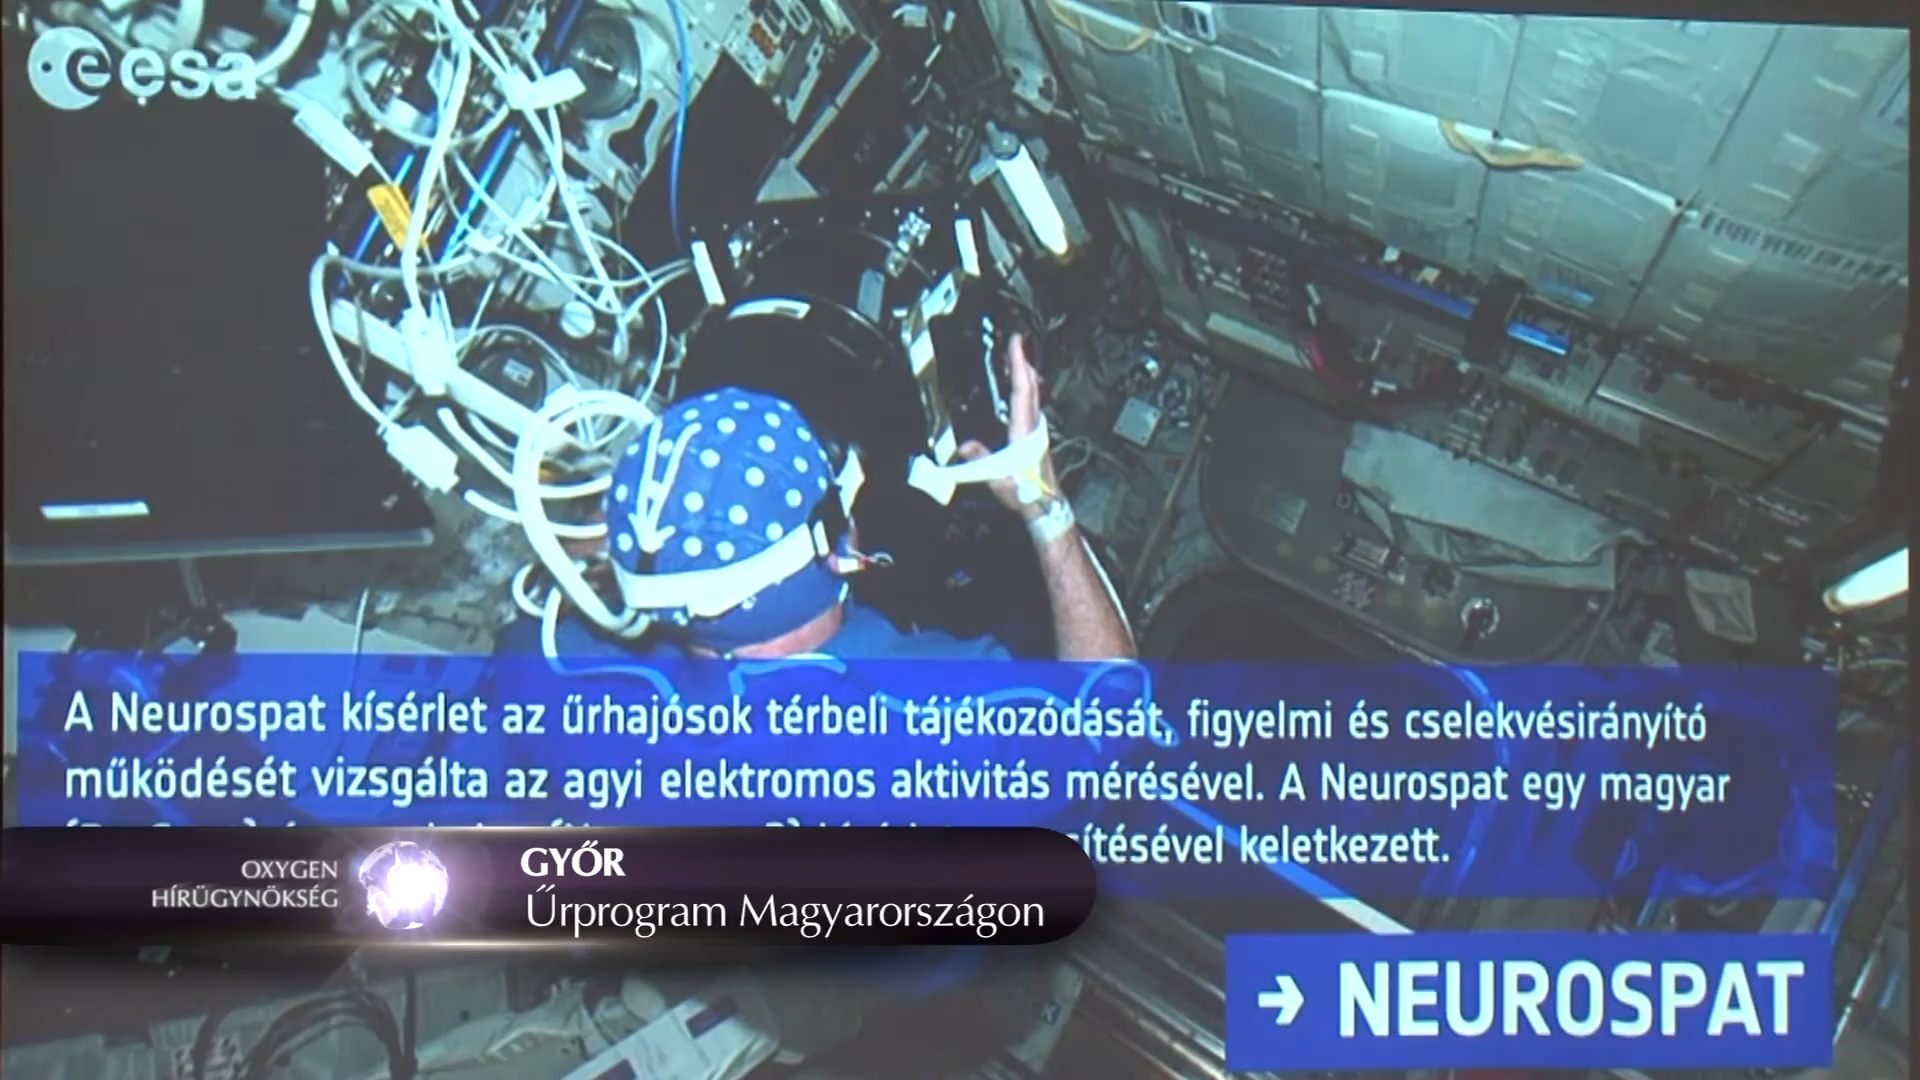 esa
A Neurospat kísérlet az űrhajósok térbeli tájékozódását, figyelmi és cselekvésirányító
működését vizsgálta az agyi elektromos aktivitás mérésével. A Neurospat egy magyar
keletkezett.
OXYGEN
HÍRÜGYNÖKSÉG
GYŐR
Űrprogram Magyarországon
→ NEUROSPAT